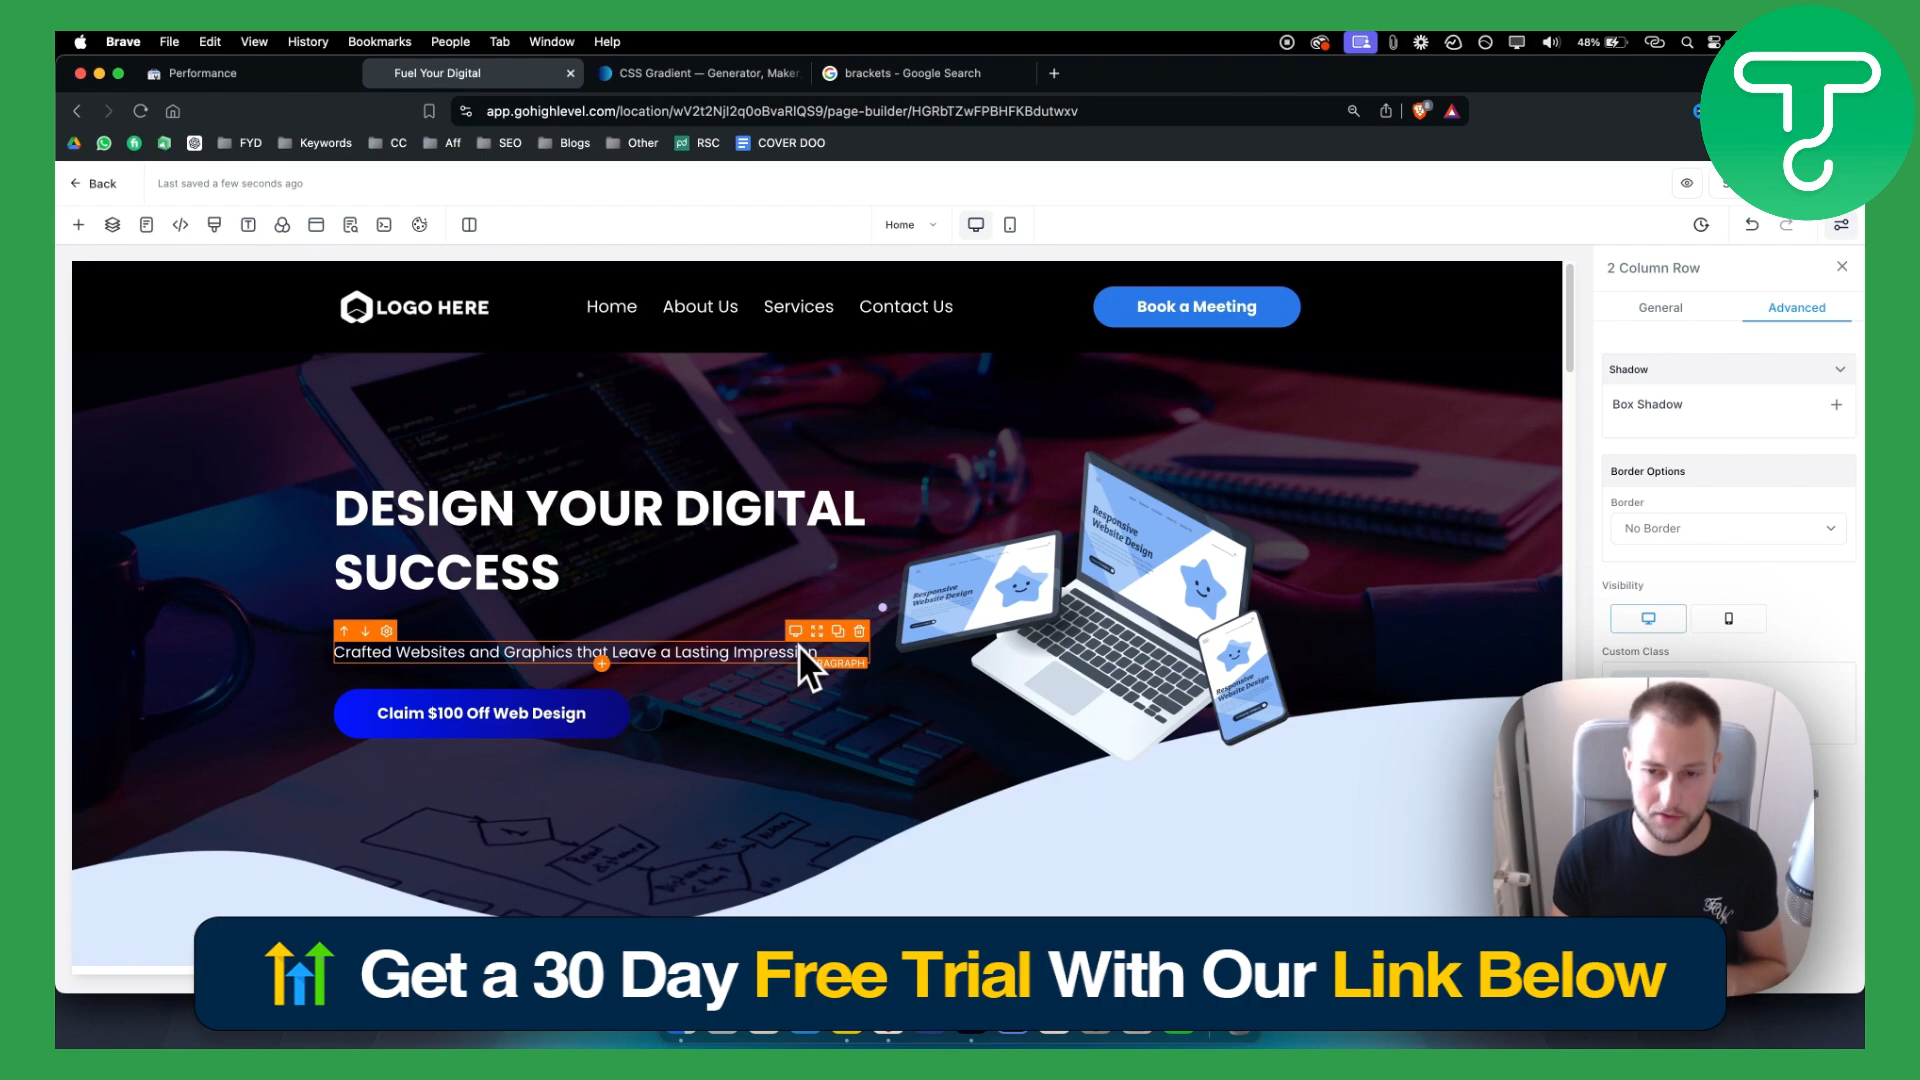 Brave File Edit View History Bookmarks People Tab Window Help
48%
Performance
Fuel Your Digital
CSS Gradient — Generator, Maker,
brackets - Google Search
app.gohighlevel.com/location/wV2t2NjI2q0oBvaRlQS9/page-builder/HGRbTZwFPBHFKBdutwxv
FYD Keywords CC Aff SEO Blogs Other RSC COVER DOO
Back
Last saved a few seconds ago
Home
2 Column Row
General Advanced
Shadow
Box Shadow
Border Options
Border
No Border
Visibility
Custom Class
LOGO HERE
Home About Us Services Contact Us
Book a Meeting
DESIGN YOUR DIGITAL
SUCCESS
Crafted Websites and Graphics that Leave a Lasting Impression
Claim $100 Off Web Design
Responsive
Website Design
Responsive
Website Design
Responsive
Website Design
Get a 30 Day Free Trial With Our Link Below